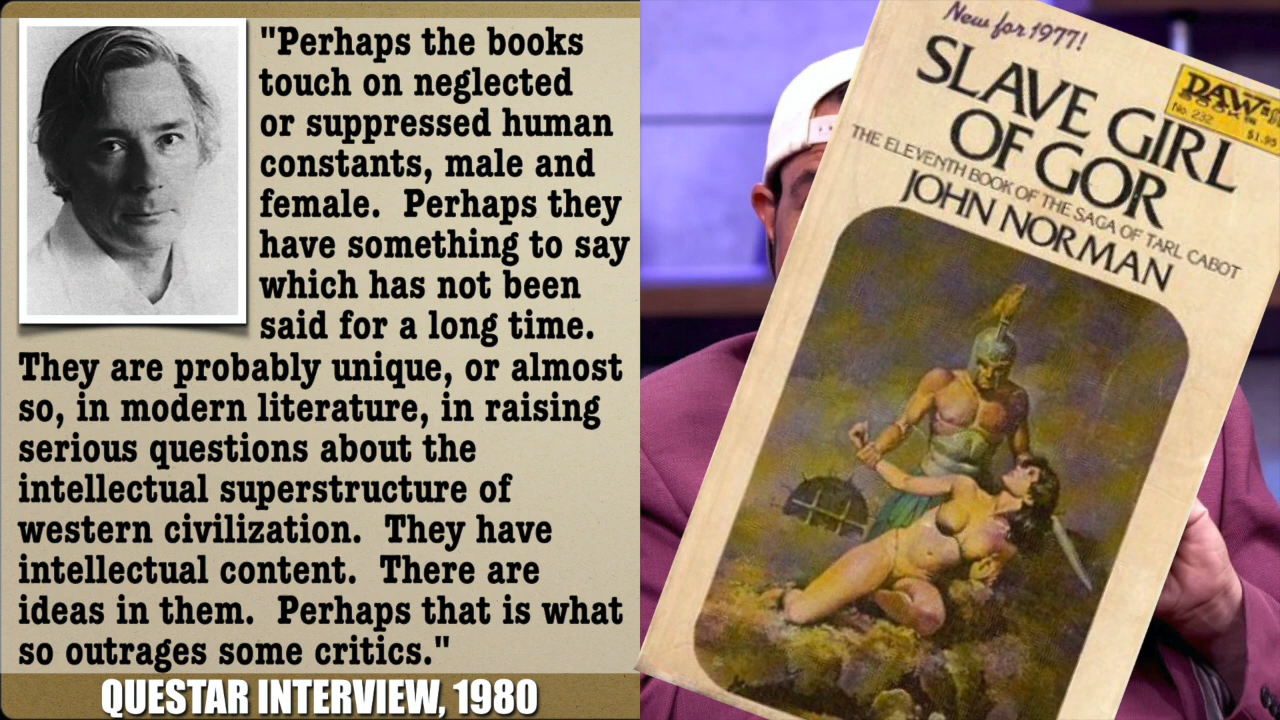 "Perhaps the books
touch on neglected
or suppressed human
constants, male and
female. Perhaps they
have something to say
which has not been
said for a long time.
They are probably unique, or almost
so, in modern literature, in raising
serious questions about the
intellectual superstructure of
western civilization. They have
intellectual content. There are
ideas in them. Perhaps that is what
so outrages some critics."
QUESTAR INTERVIEW, 1980
New for 1977!
SLAVE GIRL
OF GOR
THE ELEVENTH BOOK OF THE SAGA OF TARL CABOT
JOHN NORMAN
DAW
No. 232
$1.95